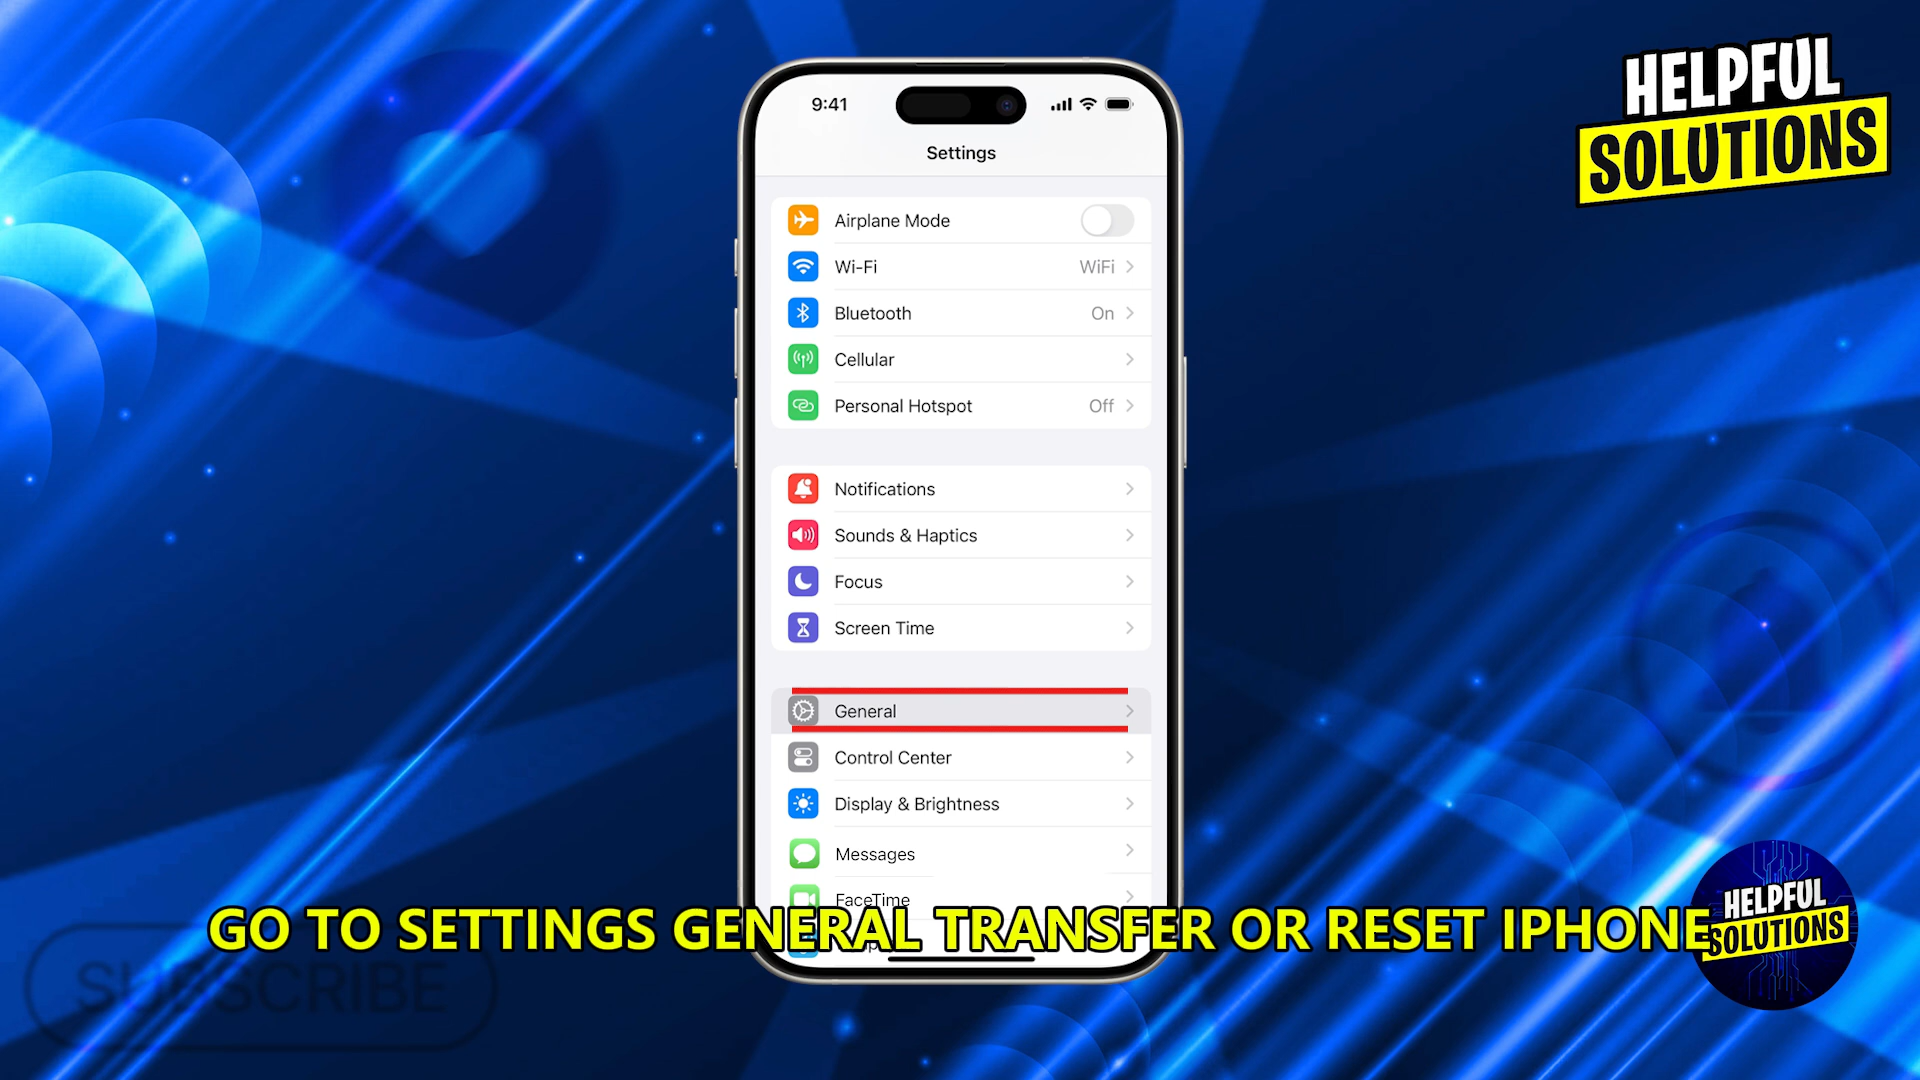 HELPFUL
SOLUTIONS
9:41
Settings
Airplane Mode
Wi-Fi WiFi
Bluetooth On
Cellular
Personal Hotspot Off
Notifications
Sounds & Haptics
Focus
Screen Time
General
Control Center
Display & Brightness
Messages
FaceTime
GO TO SETTINGS GENERAL TRANSFER OR RESET IPHONE
HELPFUL
SOLUTIONS
SUBSCRIBE